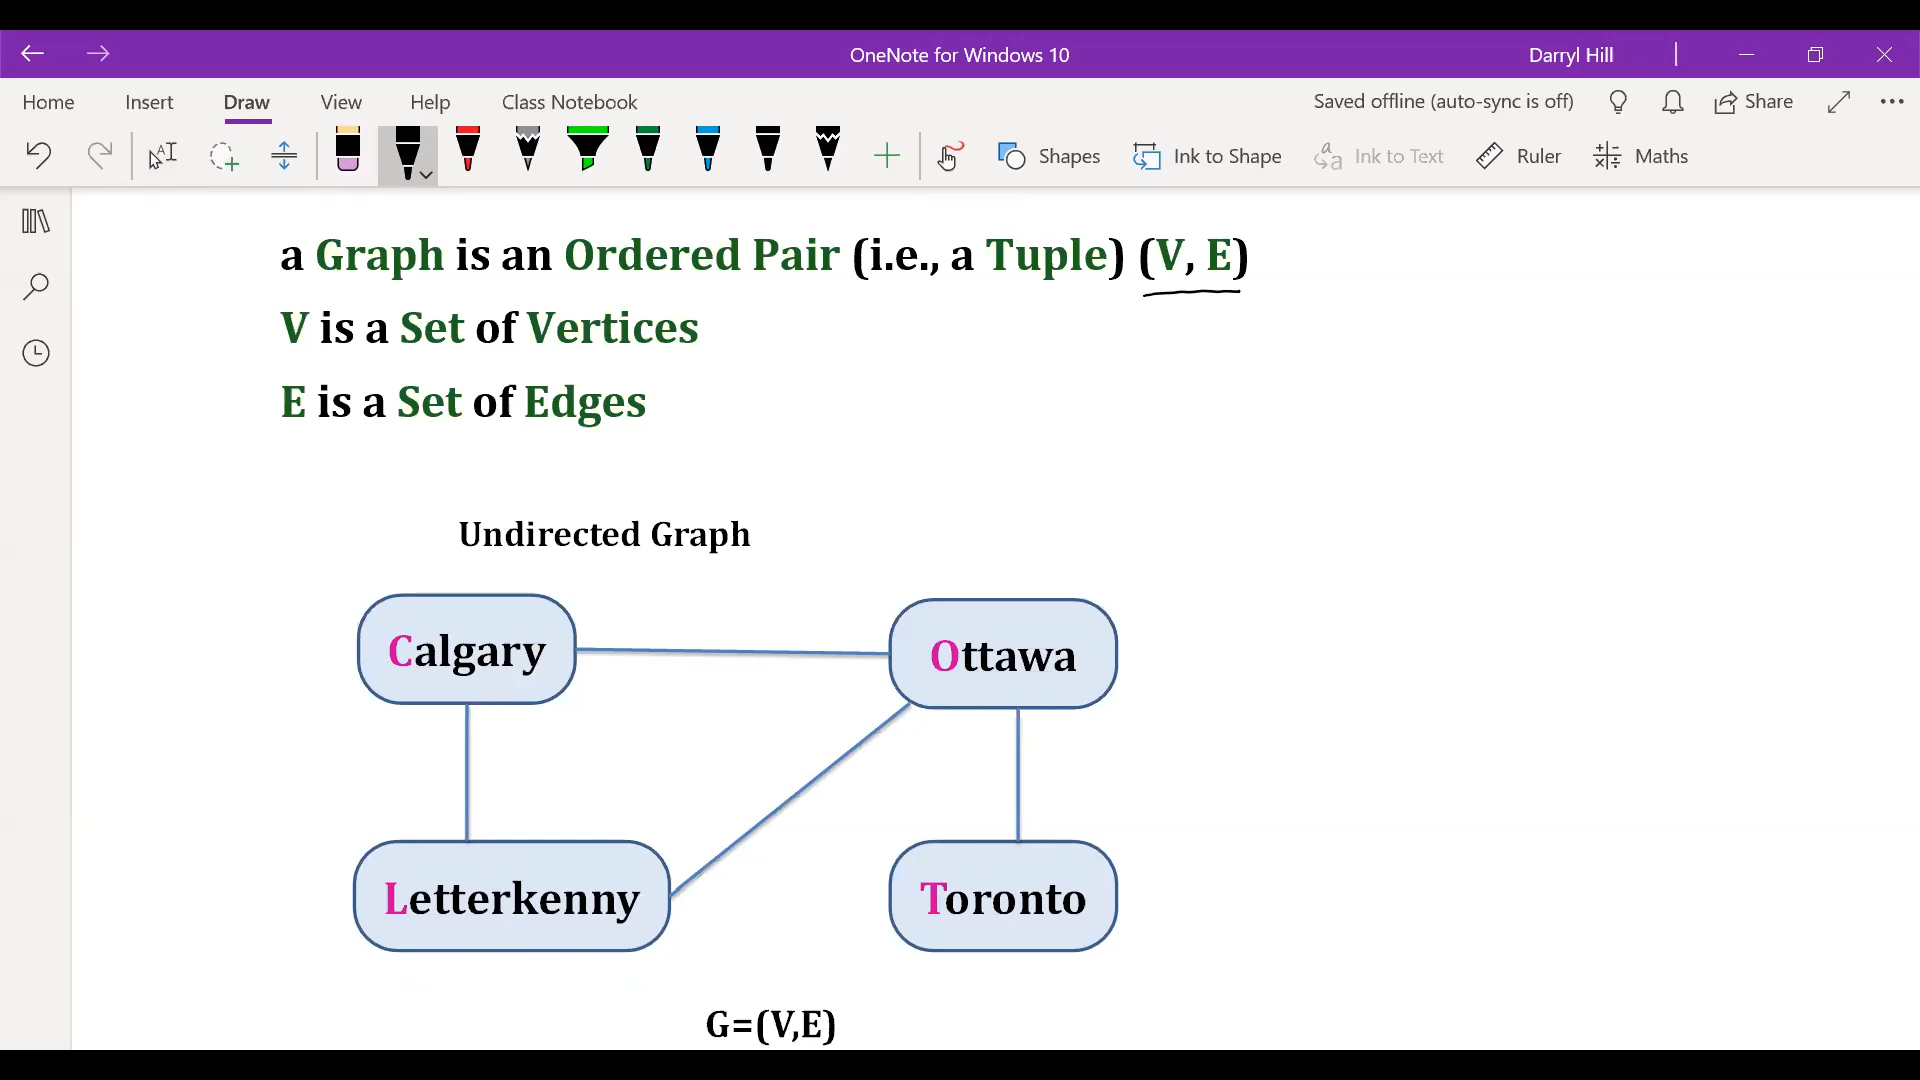 OneNote for Windows 10
Darryl Hill
Home Insert Draw View Help Class Notebook
Saved offline (auto-sync is off) Share
Shapes Ink to Shape Ink to Text Ruler Maths
a Graph is an Ordered Pair (i.e., a Tuple) (V, E)
V is a Set of Vertices
E is a Set of Edges
Undirected Graph
Calgary
Ottawa
Letterkenny
Toronto
G=(V,E)